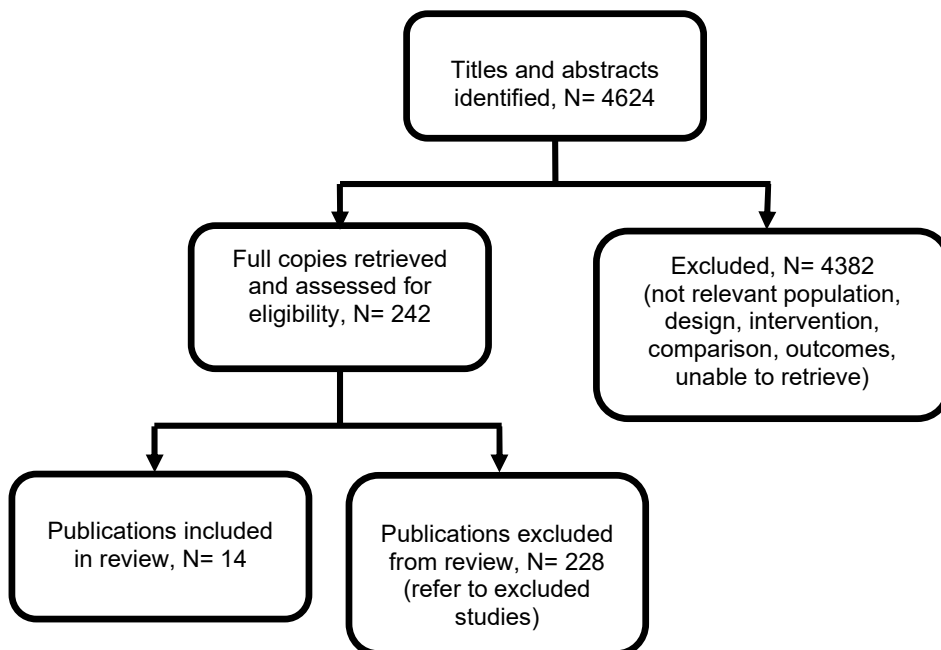 Titles and abstracts
identified, N= 4624
Full copies retrieved
and assessed for
eligibility, N= 242
Excluded, N= 4382
(not relevant population,
design, intervention,
comparison, outcomes,
unable to retrieve)
Publications included
in review, N= 14
Publications excluded
from review, N= 228
(refer to excluded
studies)